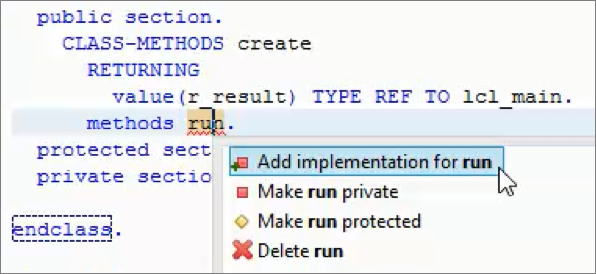 public section.
CLASS-METHODS create
RETURNING
value(r_result) TYPE REF TO lcl_main.
methods run.
protected sect
private sectio
endclass.
Add implementation for run
Make run private
Make run protected
Delete run